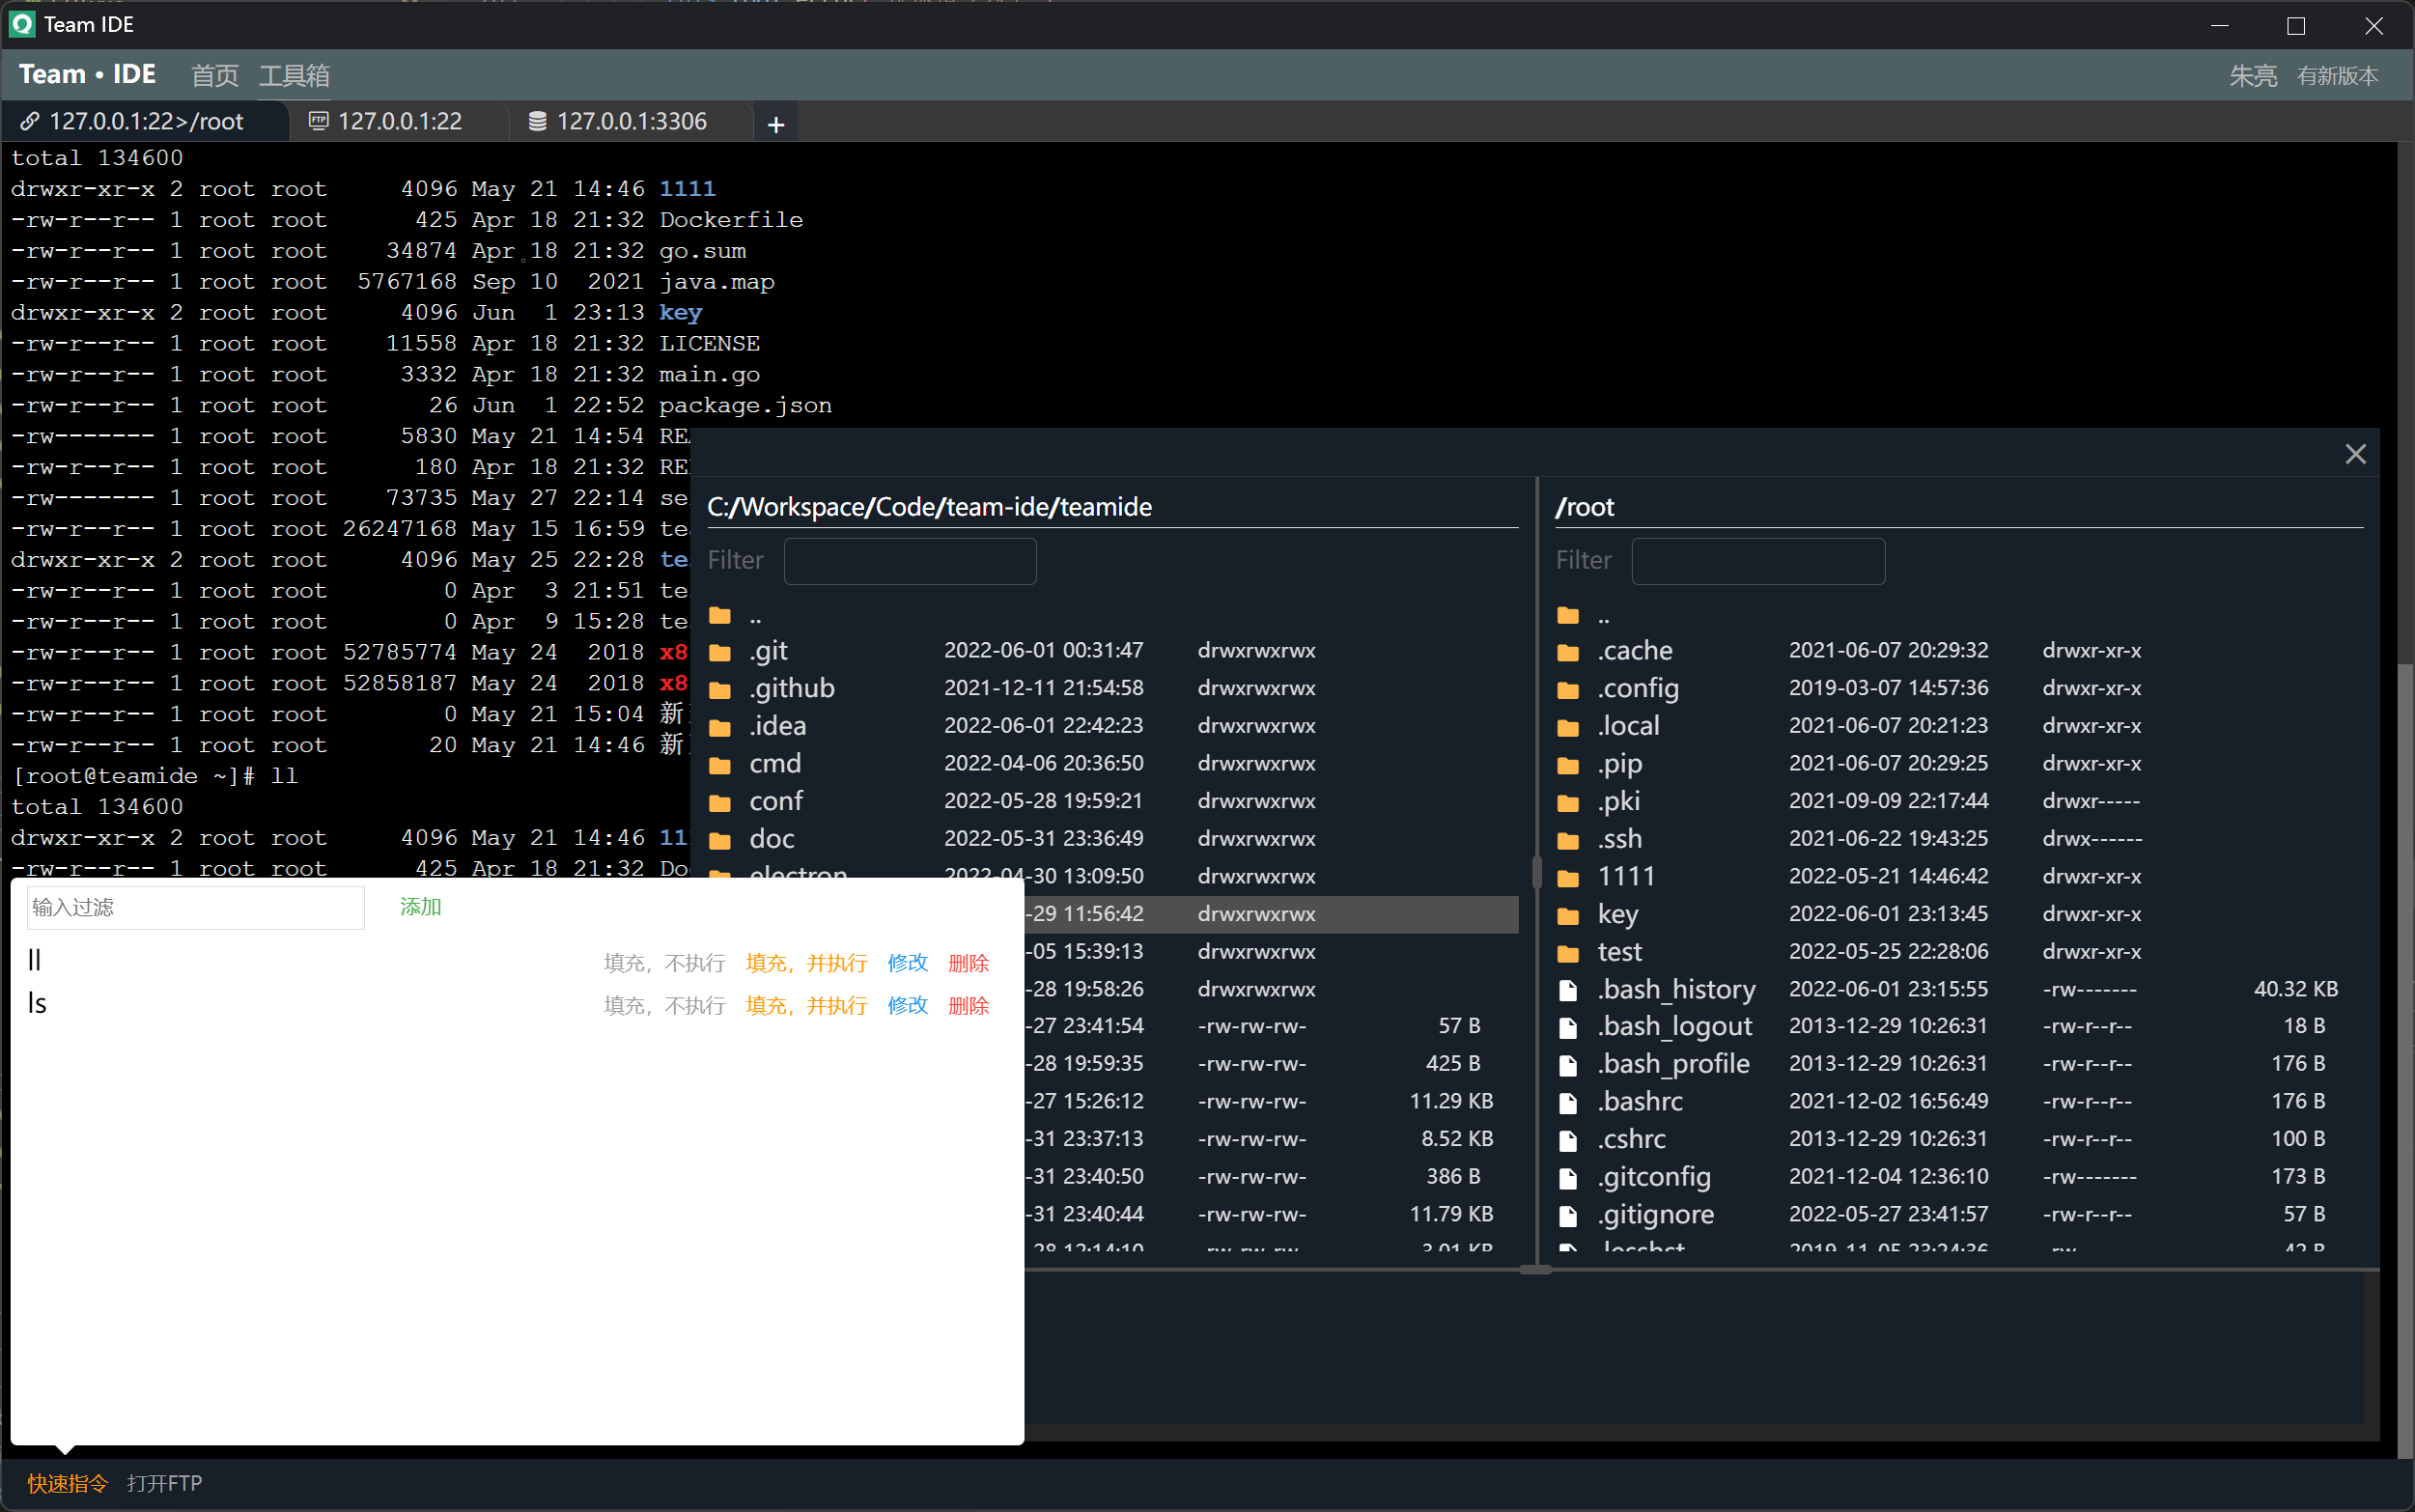 Team IDE
Team • IDE 首页 工具箱 朱亮 有新版本
127.0.0.1:22>/root 127.0.0.1:22 127.0.0.1:3306 +
total 134600
drwxr-xr-x 2 root root 4096 May 21 14:46 1111
-rw-r--r-- 1 root root 425 Apr 18 21:32 Dockerfile
-rw-r--r-- 1 root root 34874 Apr 18 21:32 go.sum
-rw-r--r-- 1 root root 5767168 Sep 10 2021 java.map
drwxr-xr-x 2 root root 4096 Jun 1 23:13 key
-rw-r--r-- 1 root root 11558 Apr 18 21:32 LICENSE
-rw-r--r-- 1 root root 3332 Apr 18 21:32 main.go
-rw-r--r-- 1 root root 26 Jun 1 22:52 package.json
-rw------- 1 root root 5830 May 21 14:54 REA
-rw-r--r-- 1 root root 180 Apr 18 21:32 RE
-rw------- 1 root root 73735 May 27 22:14 se
-rw-r--r-- 1 root root 26247168 May 15 16:59 te
drwxr-xr-x 2 root root 4096 May 25 22:28 te
-rw-r--r-- 1 root root 0 Apr 3 21:51 te
-rw-r--r-- 1 root root 0 Apr 9 15:28 te
-rw-r--r-- 1 root root 52785774 May 24 2018 x8
-rw-r--r-- 1 root root 52858187 May 24 2018 x8
-rw-r--r-- 1 root root 0 May 21 15:04 新
-rw-r--r-- 1 root root 20 May 21 14:46 新
[root@teamide ~]# ll
total 134600
drwxr-xr-x 2 root root 4096 May 21 14:46 11
-rw-r--r-- 1 root root 425 Apr 18 21:32 Do
C:/Workspace/Code/team-ide/teamide
Filter
..
.git 2022-06-01 00:31:47 drwxrwxrwx
.github 2021-12-11 21:54:58 drwxrwxrwx
.idea 2022-06-01 22:42:23 drwxrwxrwx
cmd 2022-04-06 20:36:50 drwxrwxrwx
conf 2022-05-28 19:59:21 drwxrwxrwx
doc 2022-05-31 23:36:49 drwxrwxrwx
electron 2022-04-30 13:09:50 drwxrwxrwx
-29 11:56:42 drwxrwxrwx
-05 15:39:13 drwxrwxrwx
-28 19:58:26 drwxrwxrwx
-27 23:41:54 -rw-rw-rw- 57 B
-28 19:59:35 -rw-rw-rw- 425 B
-27 15:26:12 -rw-rw-rw- 11.29 KB
-31 23:37:13 -rw-rw-rw- 8.52 KB
-31 23:40:50 -rw-rw-rw- 386 B
-31 23:40:44 -rw-rw-rw- 11.79 KB
-28 12:14:10 -rw-rw-rw- 3.01 KB
/root
Filter
..
.cache 2021-06-07 20:29:32 drwxr-xr-x
.config 2019-03-07 14:57:36 drwxr-xr-x
.local 2021-06-07 20:21:23 drwxr-xr-x
.pip 2021-06-07 20:29:25 drwxr-xr-x
.pki 2021-09-09 22:17:44 drwxr-----
.ssh 2021-06-22 19:43:25 drwx------
1111 2022-05-21 14:46:42 drwxr-xr-x
key 2022-06-01 23:13:45 drwxr-xr-x
test 2022-05-25 22:28:06 drwxr-xr-x
.bash_history 2022-06-01 23:15:55 -rw------- 40.32 KB
.bash_logout 2013-12-29 10:26:31 -rw-r--r-- 18 B
.bash_profile 2013-12-29 10:26:31 -rw-r--r-- 176 B
.bashrc 2021-12-02 16:56:49 -rw-r--r-- 176 B
.cshrc 2013-12-29 10:26:31 -rw-r--r-- 100 B
.gitconfig 2021-12-04 12:36:10 -rw------- 173 B
.gitignore 2022-05-27 23:41:57 -rw-r--r-- 57 B
.lesshst 2019-11-05 23:24:36 -rw------- 42 B
输入过滤 添加
ll 填充，不执行 填充，并执行 修改 删除
ls 填充，不执行 填充，并执行 修改 删除
快速指令 打开FTP